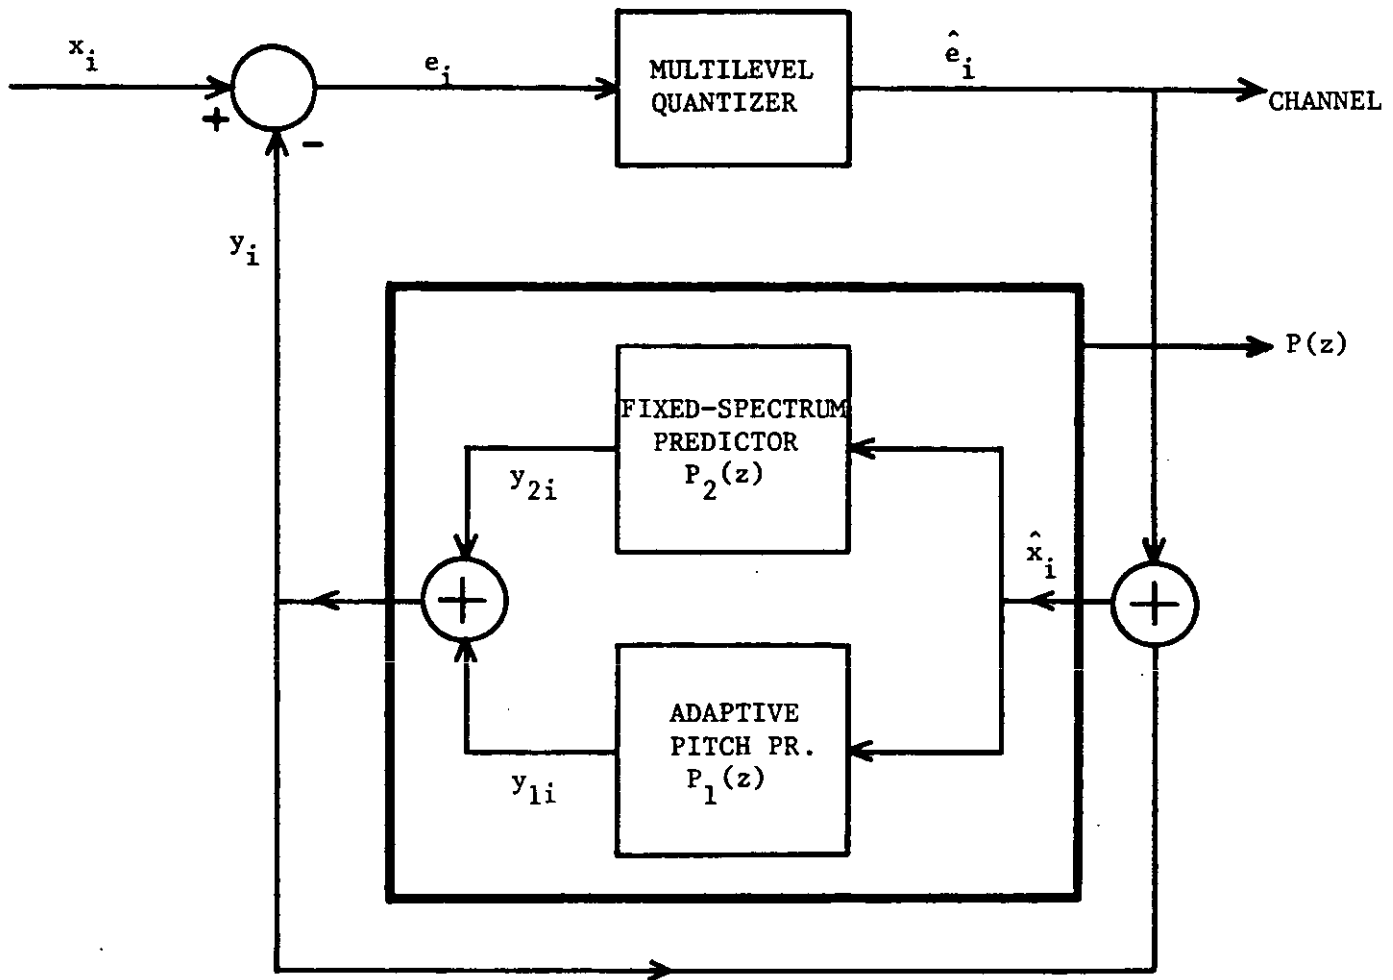 x_i
e_i
ê_i
MULTILEVEL
QUANTIZER
CHANNEL
+
-
y_i
P(z)
FIXED-SPECTRUM
PREDICTOR
P_2(z)
y_2i
x̂_i
+
+
ADAPTIVE
PITCH PR.
P_1(z)
y_1i